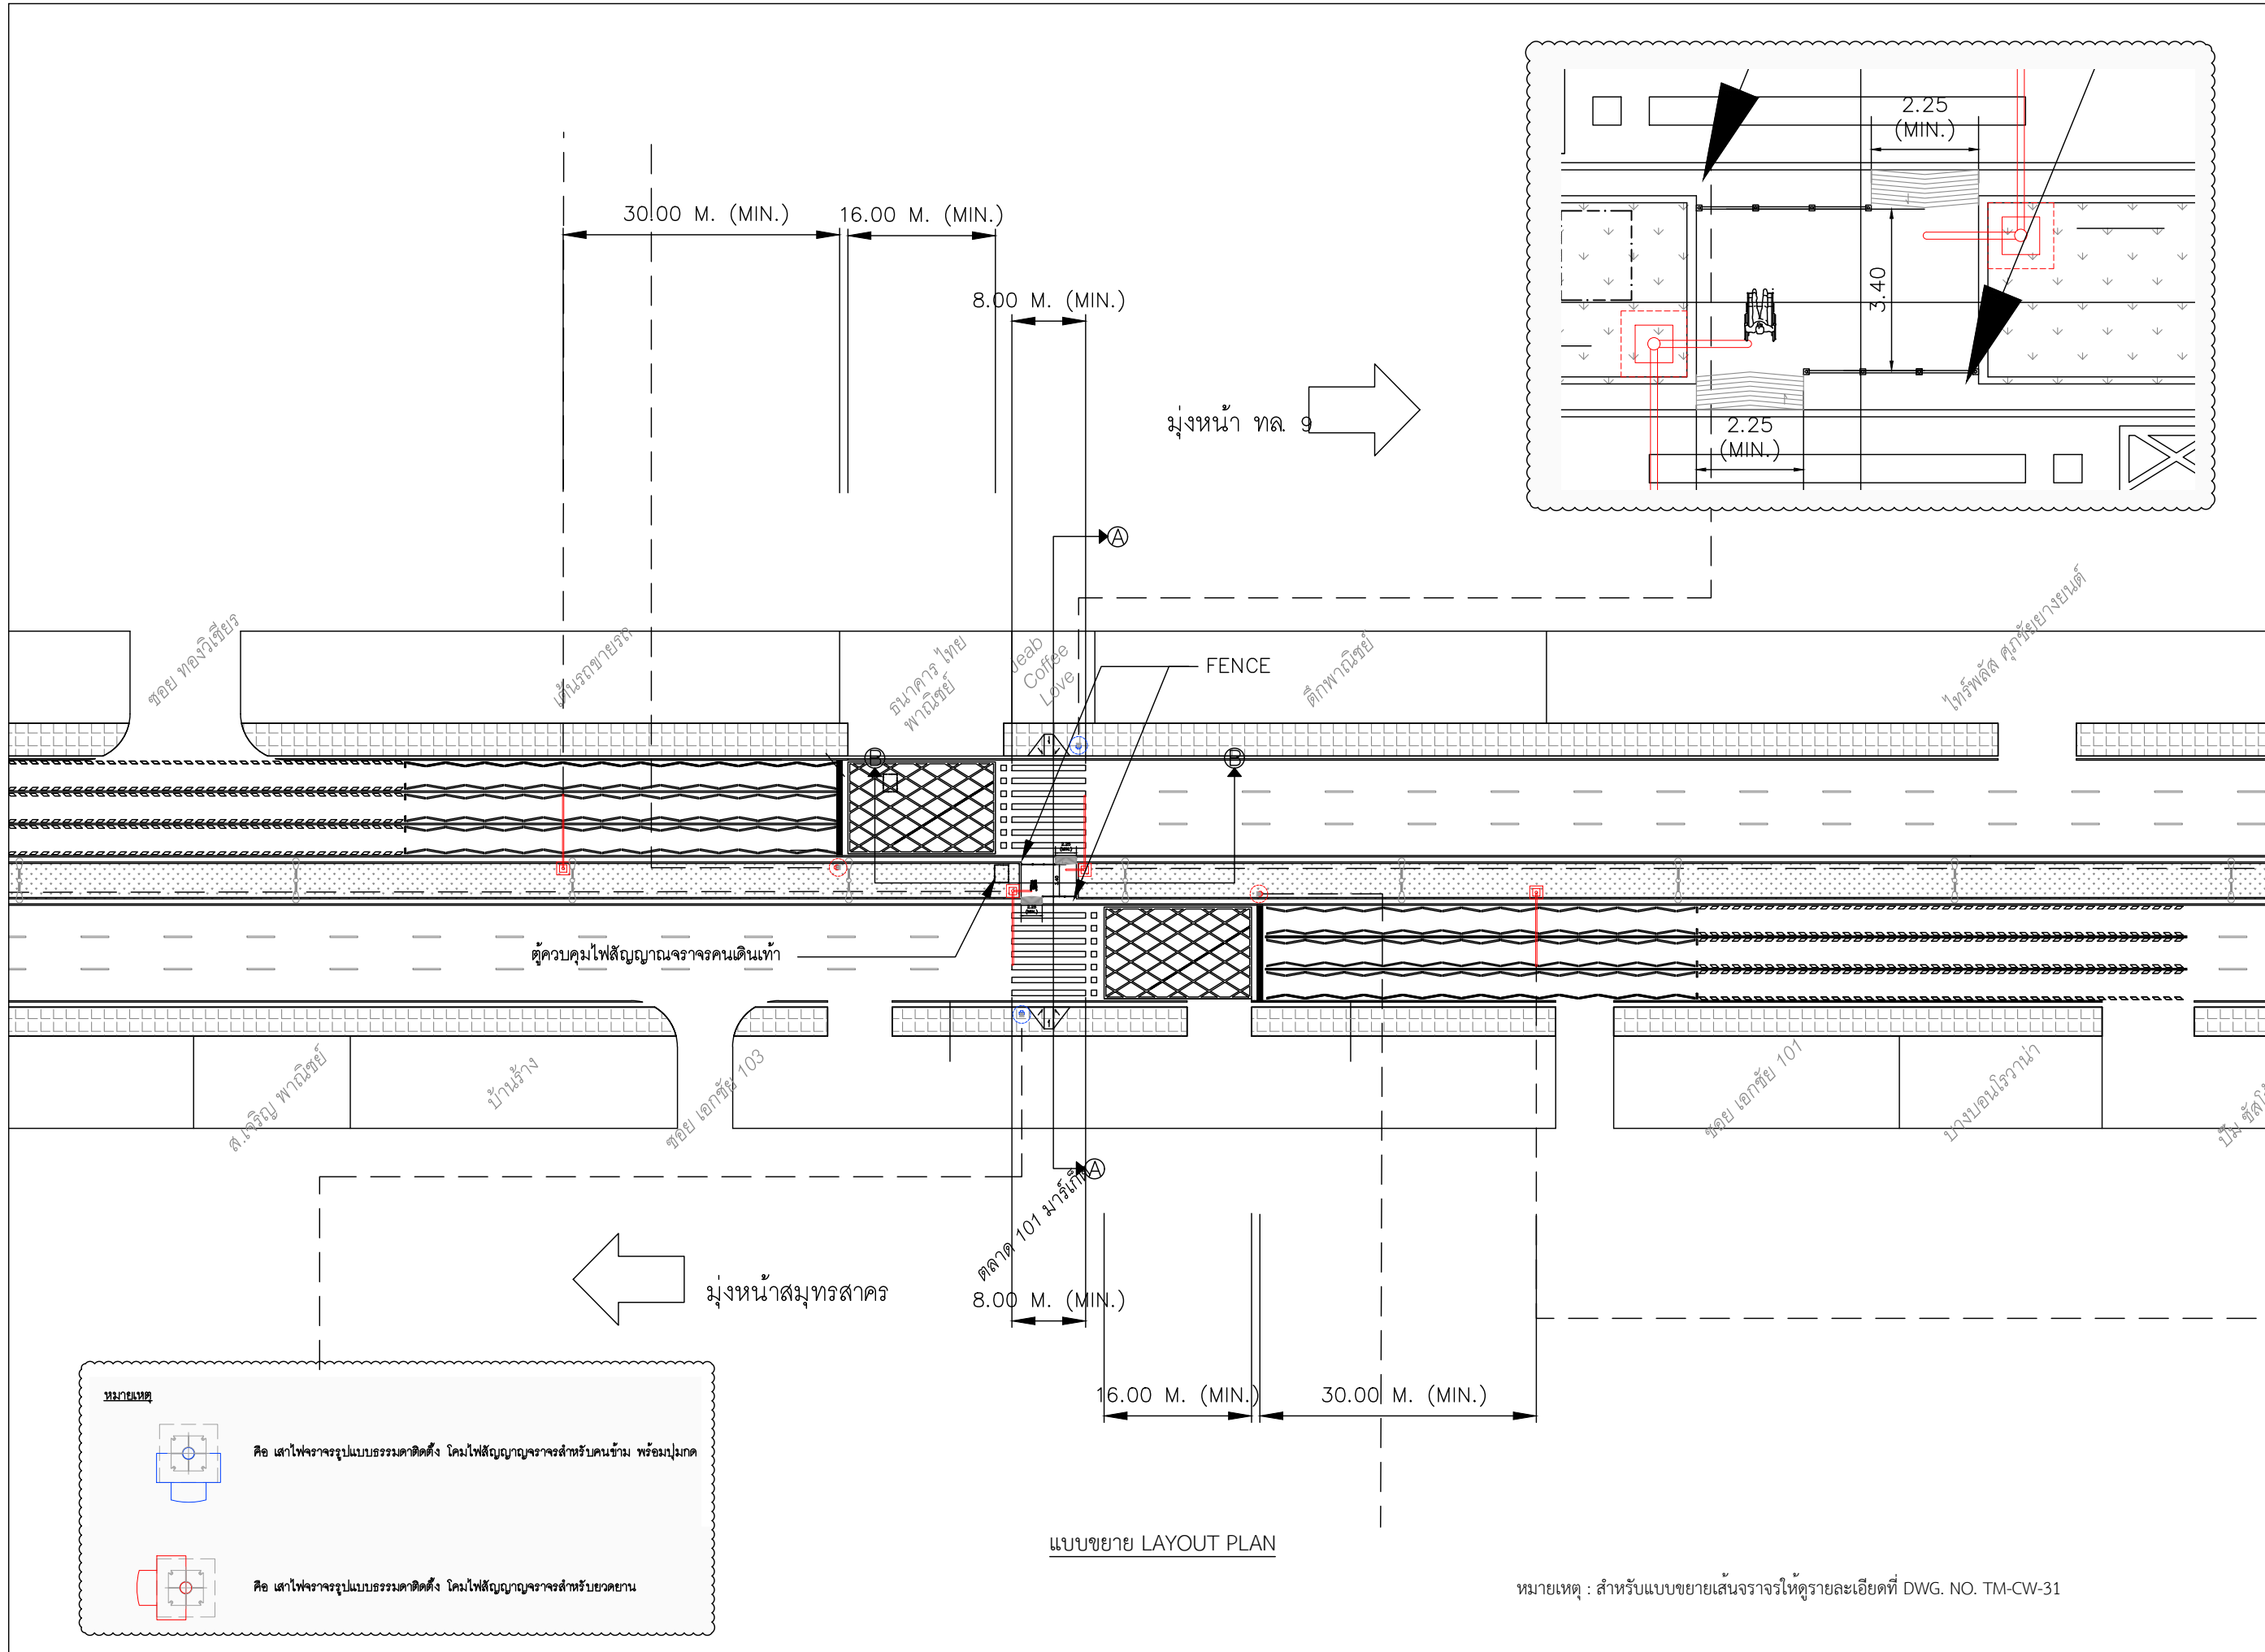 30.00 M. (MIN.)
16.00 M. (MIN.)
8.00 M. (MIN.)
2.25
(MIN.)
3.40
2.25
(MIN.)
มุ่งหน้า ทล. 9
A
ซอย ทองวิเชียร
เต้นรถขายรถ
ธนาคาร ไทย
พาณิชย์
Jeab
Coffee
Love
FENCE
ตึกพาณิชย์
ไทร์พลัส ศุภชัยยางยนต์
B
B
ตู้ควบคุมไฟสัญญาณจราจรคนเดินเท้า
ส.เจริญ พาณิชย์
บ้านร้าง
ซอย เอกชัย 103
ซอย เอกชัย 101
บางบอนโรวาน่า
A
ตลาด 101 มาร์เก็ต
มุ่งหน้าสมุทรสาคร
8.00 M. (MIN.)
16.00 M. (MIN.)
30.00 M. (MIN.)
หมายเหตุ
คือ เสาไฟจราจรรูปแบบธรรมดาติดตั้ง โคมไฟสัญญาณจราจรสำหรับคนข้าม พร้อมปุ่มกด
คือ เสาไฟจราจรรูปแบบธรรมดาติดตั้ง โคมไฟสัญญาณจราจรสำหรับยวดยาน
แบบขยาย LAYOUT PLAN
หมายเหตุ : สำหรับแบบขยายเส้นจราจรให้ดูรายละเอียดที่ DWG. NO. TM-CW-31